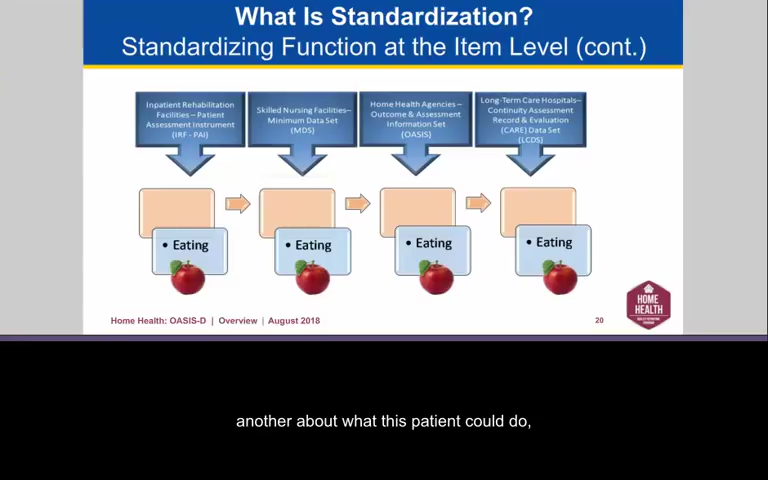 What Is Standardization?
Standardizing Function at the Item Level (cont.)
Inpatient Rehabilitation
Facilities – Patient
Assessment Instrument
(IRF - PAI)
Skilled Nursing Facilities–
Minimum Data Set
(MDS)
Home Health Agencies –
Outcome & Assessment
Information Set
(OASIS)
Long-Term Care Hospitals–
Continuity Assessment
Record & Evaluation
(CARE) Data Set
(LCDS)
• Eating
• Eating
• Eating
• Eating
Home Health: OASIS-D | Overview | August 2018
20
HOME
HEALTH
another about what this patient could do,